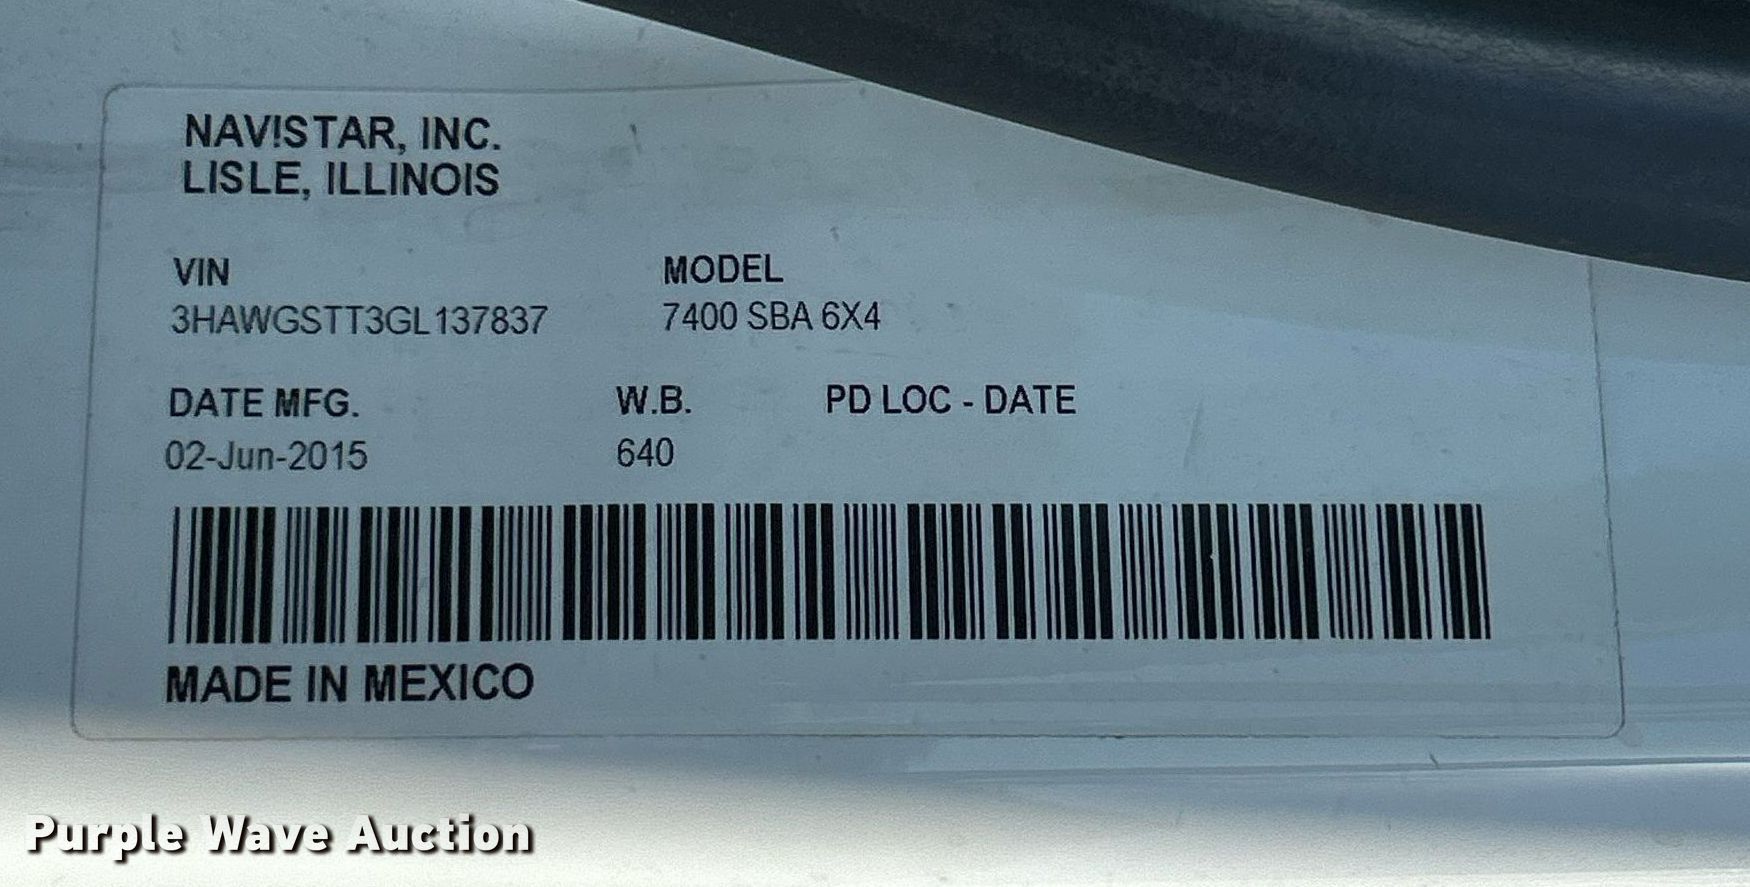 NAVISTAR, INC.
LISLE, ILLINOIS
VIN MODEL
3HAWGSTT3GL137837 7400 SBA 6X4
DATE MFG. W.B. PD LOC - DATE
02-Jun-2015 640
MADE IN MEXICO
Purple Wave Auction